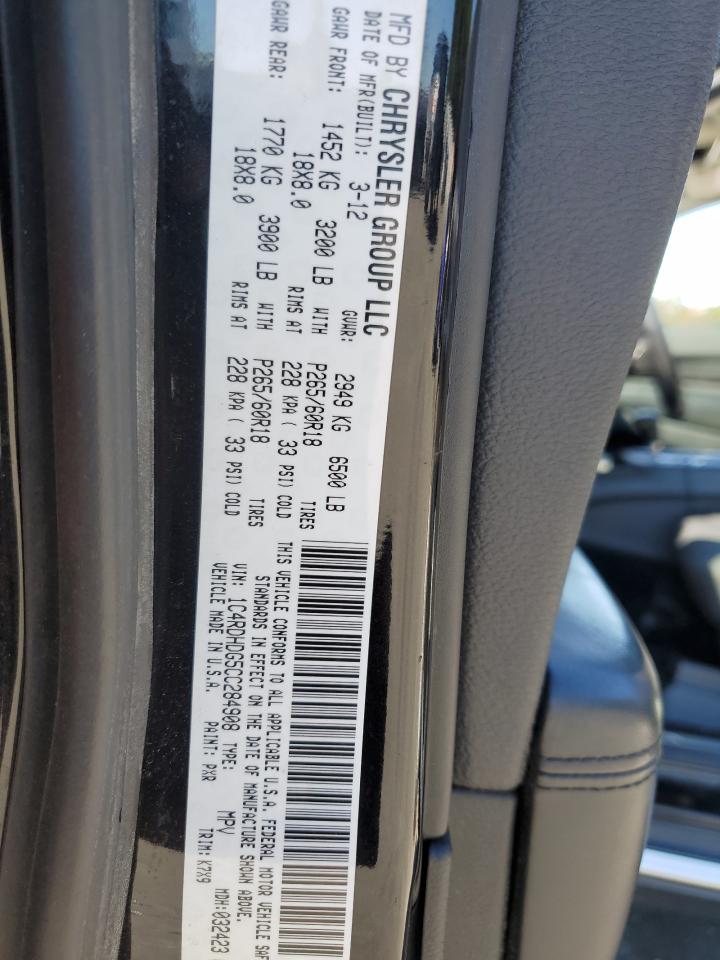 MFD BY CHRYSLER GROUP LLC
DATE OF MFR(BUILT): 3-12 GVWR: 2949 KG 6500 LB
GAWR FRONT: 1452 KG 3200 LB WITH P265/60R18 TIRES
18X8.0 RIMS AT 228 KPA ( 33 PSI) COLD
GAWR REAR: 1770 KG 3900 LB WITH P265/60R18 TIRES
18X8.0 RIMS AT 228 KPA ( 33 PSI) COLD
THIS VEHICLE CONFORMS TO ALL APPLICABLE U.S.A. FEDERAL MOTOR VEHICLE SAF
STANDARDS IN EFFECT ON THE DATE OF MANUFACTURE SHOWN ABOVE.
VIN: 1C4RDHDG5CC284908 TYPE: MPV MDH:032423
VEHICLE MADE IN U.S.A. PAINT: PXR TRIM: K7X9